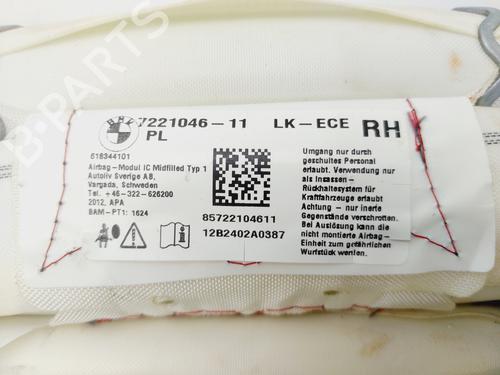 BMW
7221046-11 LK-ECE RH
PL
618344101
Airbag-Modul IC Midfilled Typ 1
Autoliv Sverige AB,
Vargada, Schweden
Tel. +46-322-626200
2012, APA
BAM-PT1: 1624
85722104611
12B2402A0387
Umgang nur durch
geschultes Personal
erlaubt. Verwendung nur
als Insassen-
Rückhaltesystem für
Kraftfahrzeuge erlaubt
Achtung - nur inerte
Gegenstände verschrotten.
Bei Auslösung kann die
nicht montierte Airbag-
Einheit zum gefährlichen
Wurfstück werden.
B-PARTS